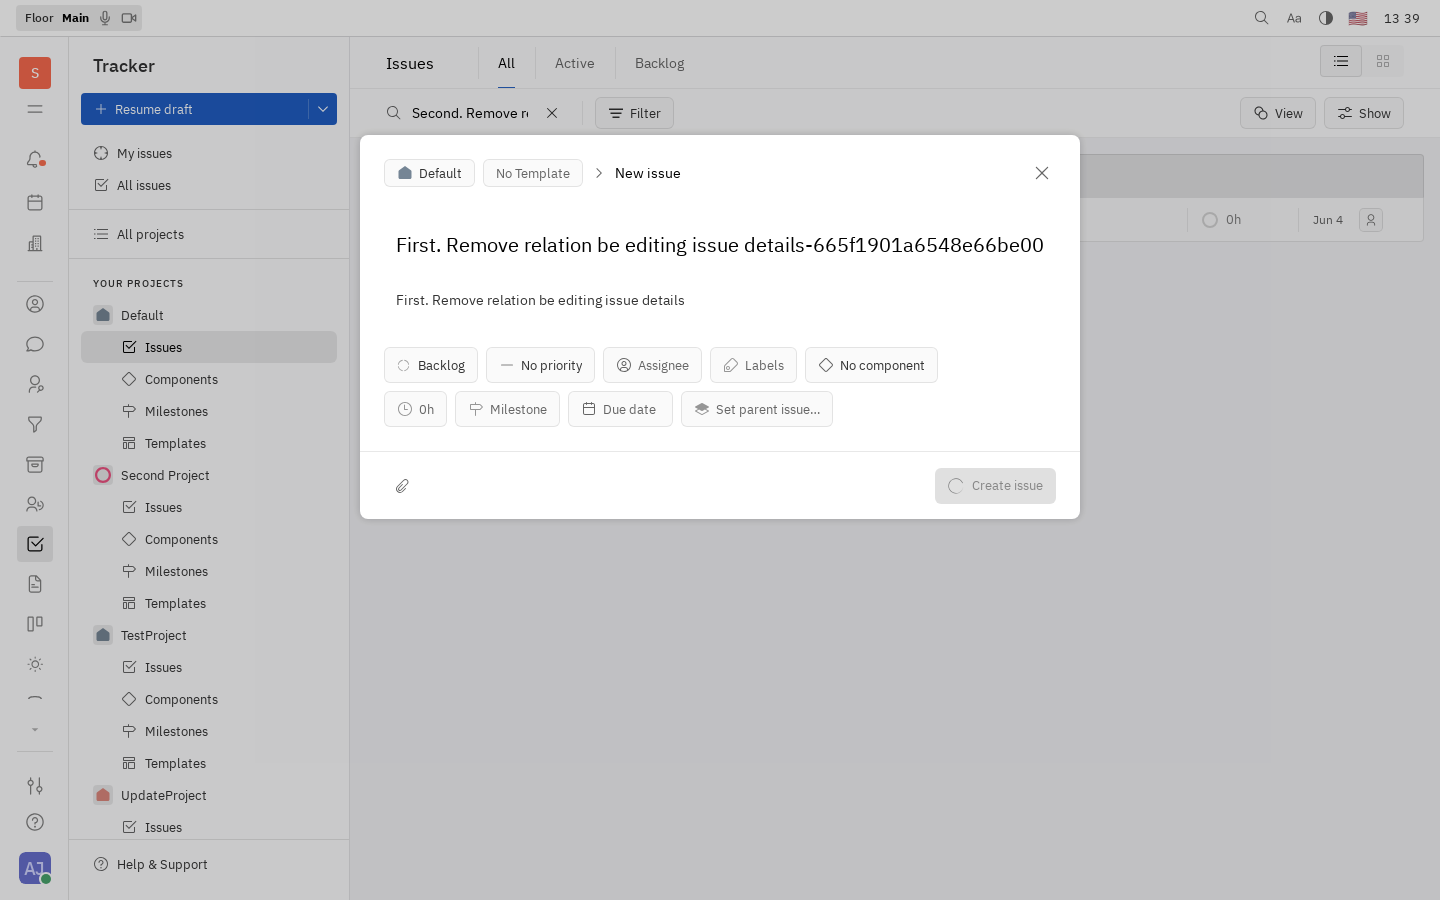 Floor Main
Aa
13 39
S
Tracker
Resume draft
My issues
All issues
All projects
YOUR PROJECTS
Default
Issues
Components
Milestones
Templates
Second Project
Issues
Components
Milestones
Templates
TestProject
Issues
Components
Milestones
Templates
UpdateProject
Issues
Help & Support
AJ
Issues
All
Active
Backlog
Second. Remove re
Filter
View
Show
0h
Jun 4
Default
No Template
New issue
First. Remove relation be editing issue details-665f1901a6548e66be00
First. Remove relation be editing issue details
Backlog
No priority
Assignee
Labels
No component
0h
Milestone
Due date
Set parent issue...
Create issue